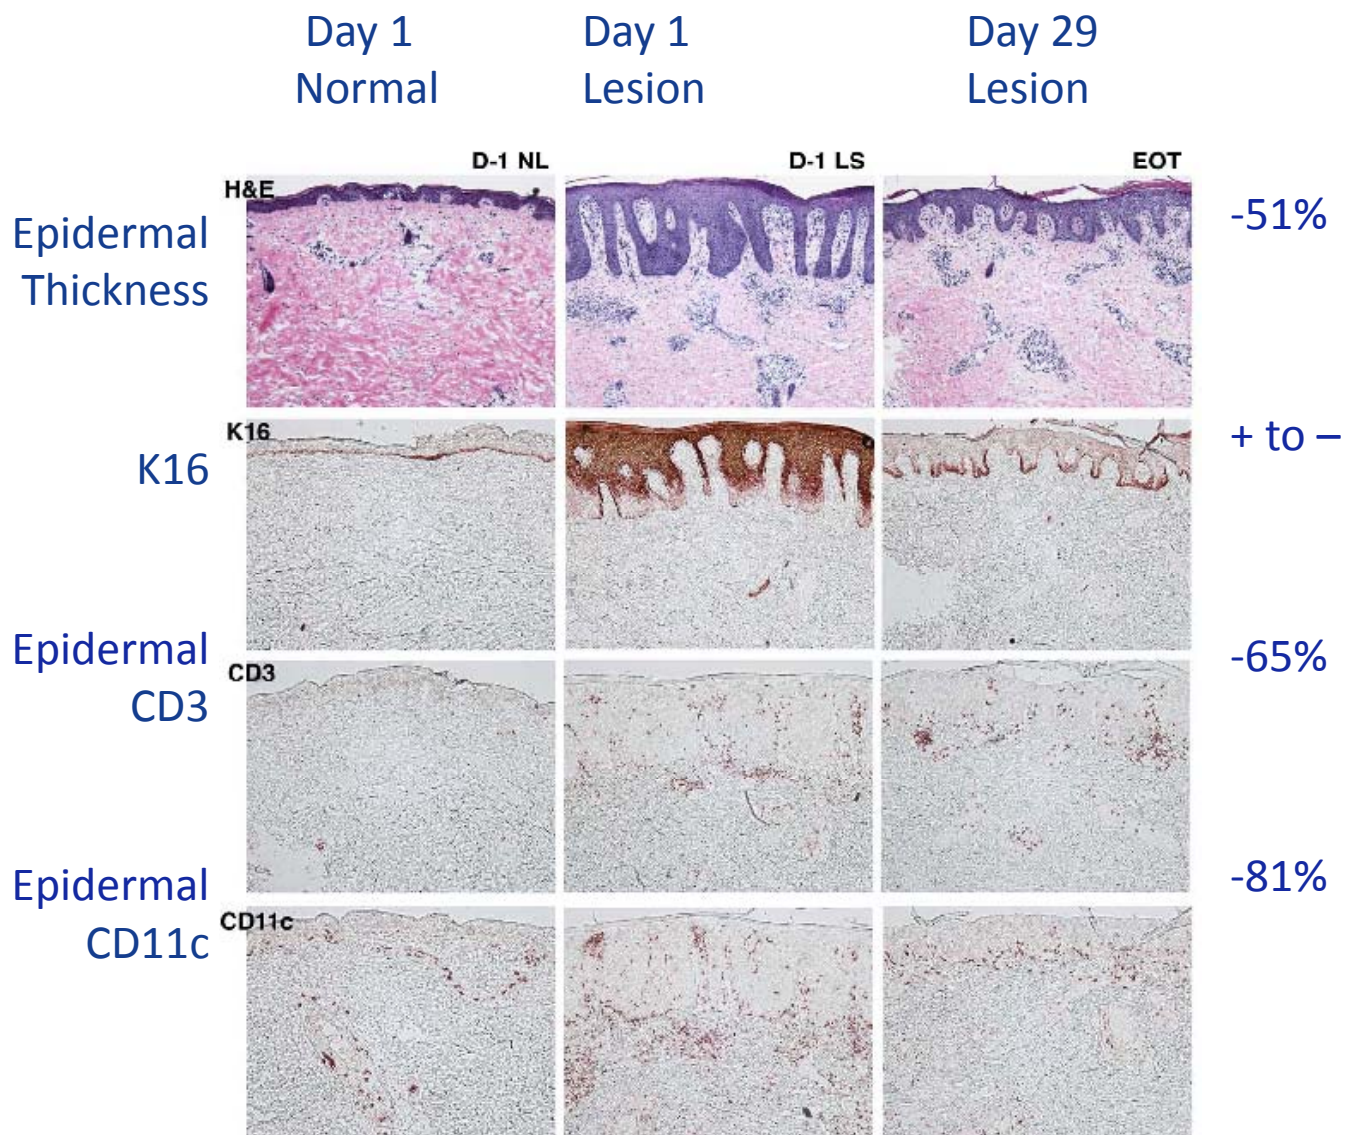 Day 1
Normal
Day 1
Lesion
Day 29
Lesion
D-1 NL
D-1 LS
EOT
H&E
Epidermal
Thickness
-51%
K16
K16
+ to –
Epidermal
CD3
CD3
-65%
Epidermal
CD11c
CD11c
-81%